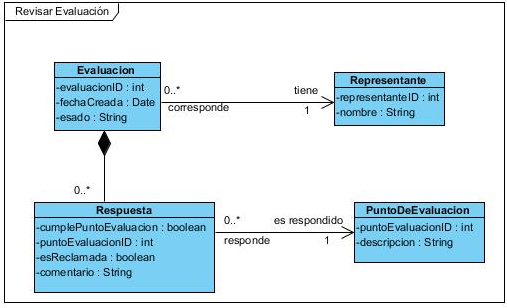 Revisar Evaluación
Evaluacion
-evaluacionID : int
-fechaCreada : Date
-esado : String
0..*
corresponde
tiene
1
Representante
-representanteID : int
-nombre : String
0..*
Respuesta
-cumplePuntoEvaluacion : boolean
-puntoEvaluacionID : int
-esReclamada : boolean
-comentario : String
0..*
responde
es respondido
1
PuntoDeEvaluacion
-puntoEvaluacionID : int
-descripcion : String